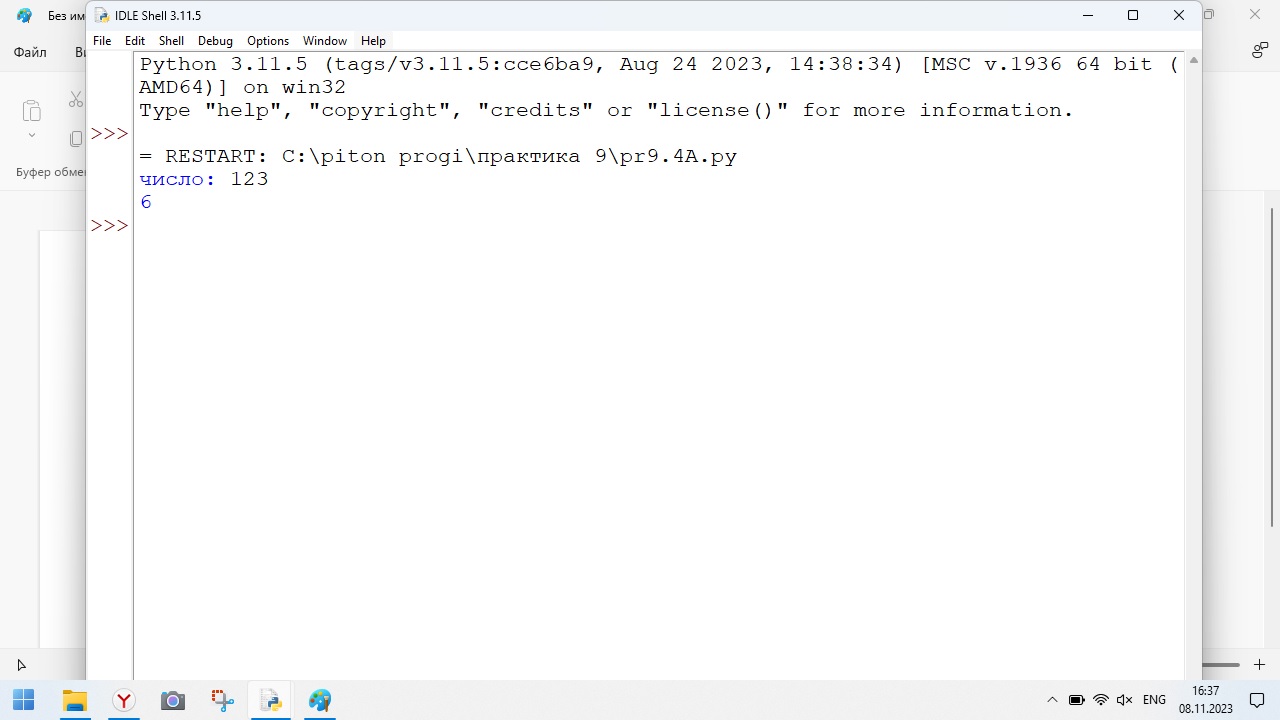 Без им
IDLE Shell 3.11.5
Файл
File Edit Shell Debug Options Window Help
Python 3.11.5 (tags/v3.11.5:cce6ba9, Aug 24 2023, 14:38:34) [MSC v.1936 64 bit (
AMD64)] on win32
Type "help", "copyright", "credits" or "license()" for more information.
>>>
= RESTART: C:\piton progi\практика 9\pr9.4A.py
число: 123
6
>>>
Буфер обмен
ENG
16:37
08.11.2023